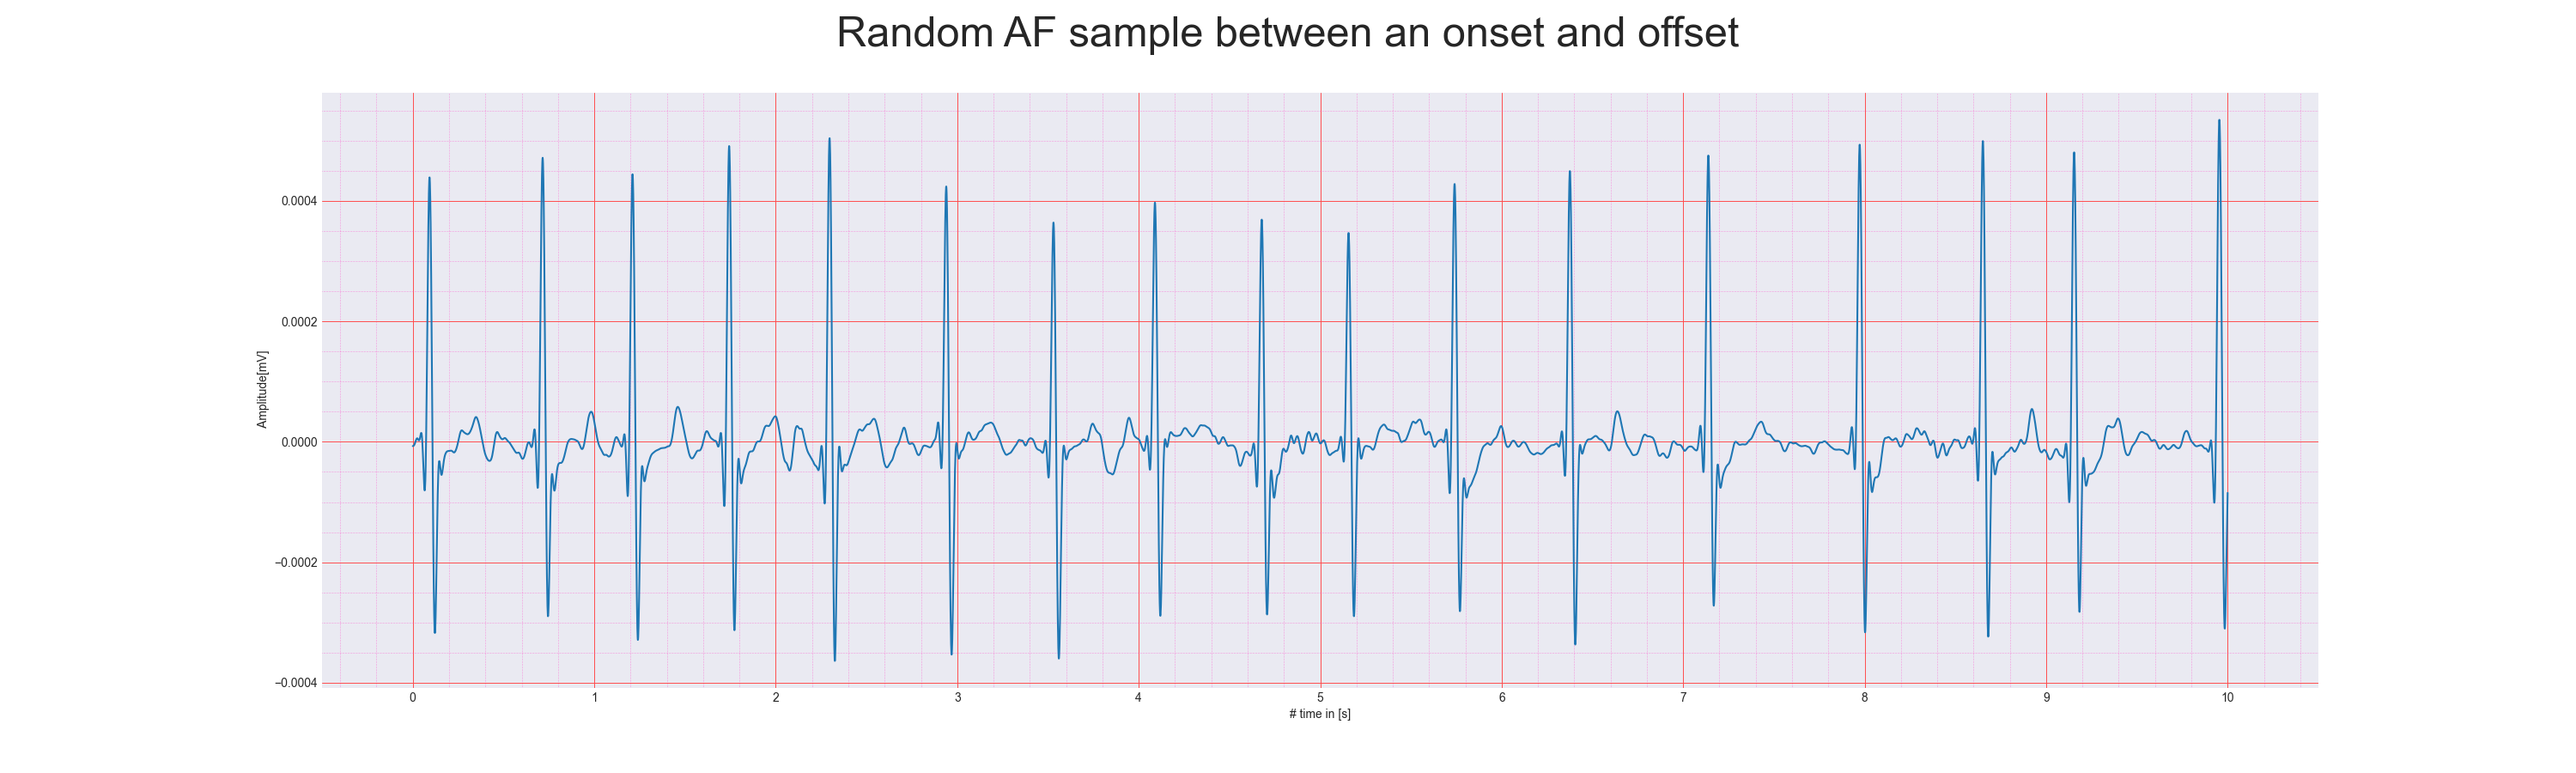 Random AF sample between an onset and offset
0.0004
0.0002
0.0000
−0.0002
−0.0004
Amplitude[mV]
0 1 2 3 4 5 6 7 8 9 10
# time in [s]